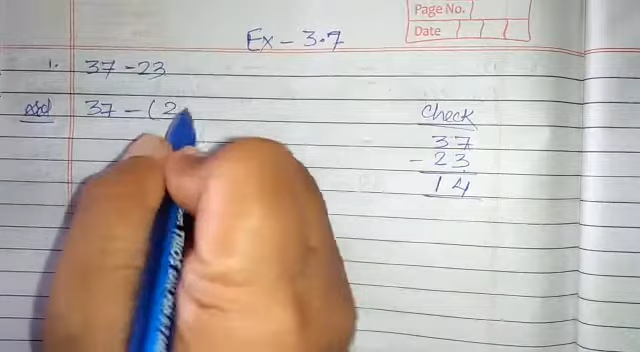 Page No.
Date
Ex - 3.7
1. 37 - 23
37 - (2
Check
37
- 23
14